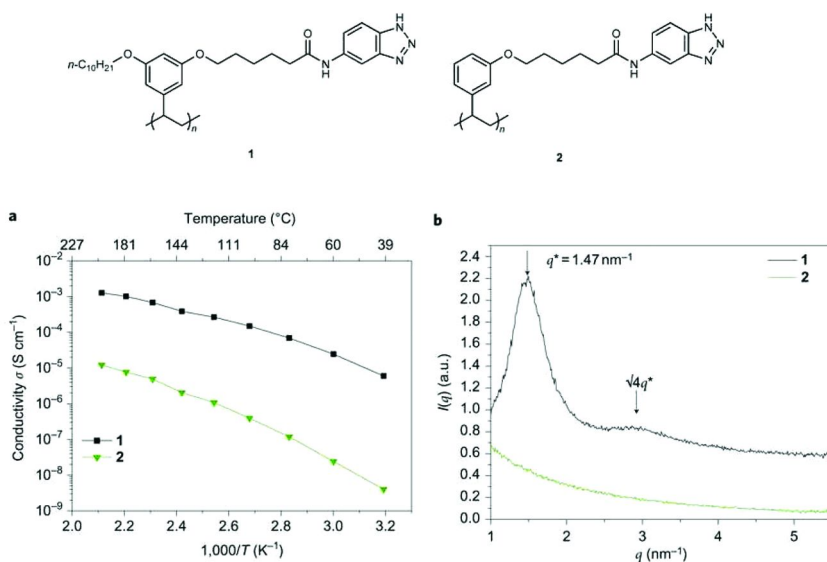 n-C₁₀H₂₁
O
O
O
N
H
H
N
N
N
n
1
O
O
N
H
H
N
N
N
n
2
a
Temperature (°C)
227 181 144 111 84 60 39
Conductivity σ (S cm⁻¹)
10⁻²
10⁻³
10⁻⁴
10⁻⁵
10⁻⁶
10⁻⁷
10⁻⁸
10⁻⁹
1
2
2.0 2.2 2.4 2.6 2.8 3.0 3.2
1,000/T (K⁻¹)
b
I(q) (a.u.)
2.4
2.2
2.0
1.8
1.6
1.4
1.2
1.0
0.8
0.6
0.4
0.2
0.0
q* = 1.47 nm⁻¹
√4q*
1
2
1 2 3 4 5
q (nm⁻¹)